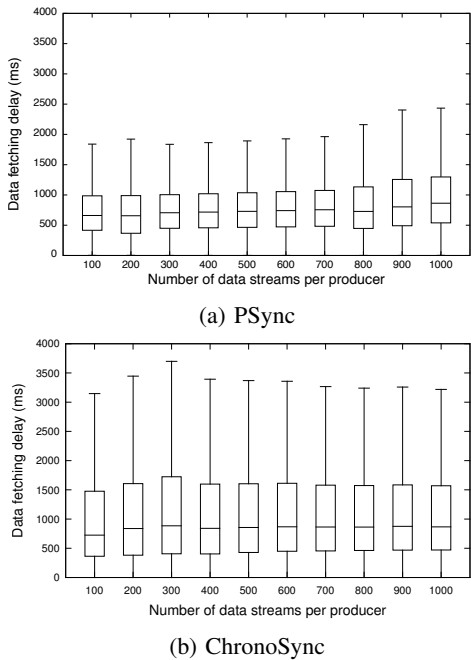 4000
3500
3000
2500
2000
1500
1000
500
0
Data fetching delay (ms)
100 200 300 400 500 600 700 800 900 1000
Number of data streams per producer
(a) PSync
4000
3500
3000
2500
2000
1500
1000
500
0
Data fetching delay (ms)
100 200 300 400 500 600 700 800 900 1000
Number of data streams per producer
(b) ChronoSync